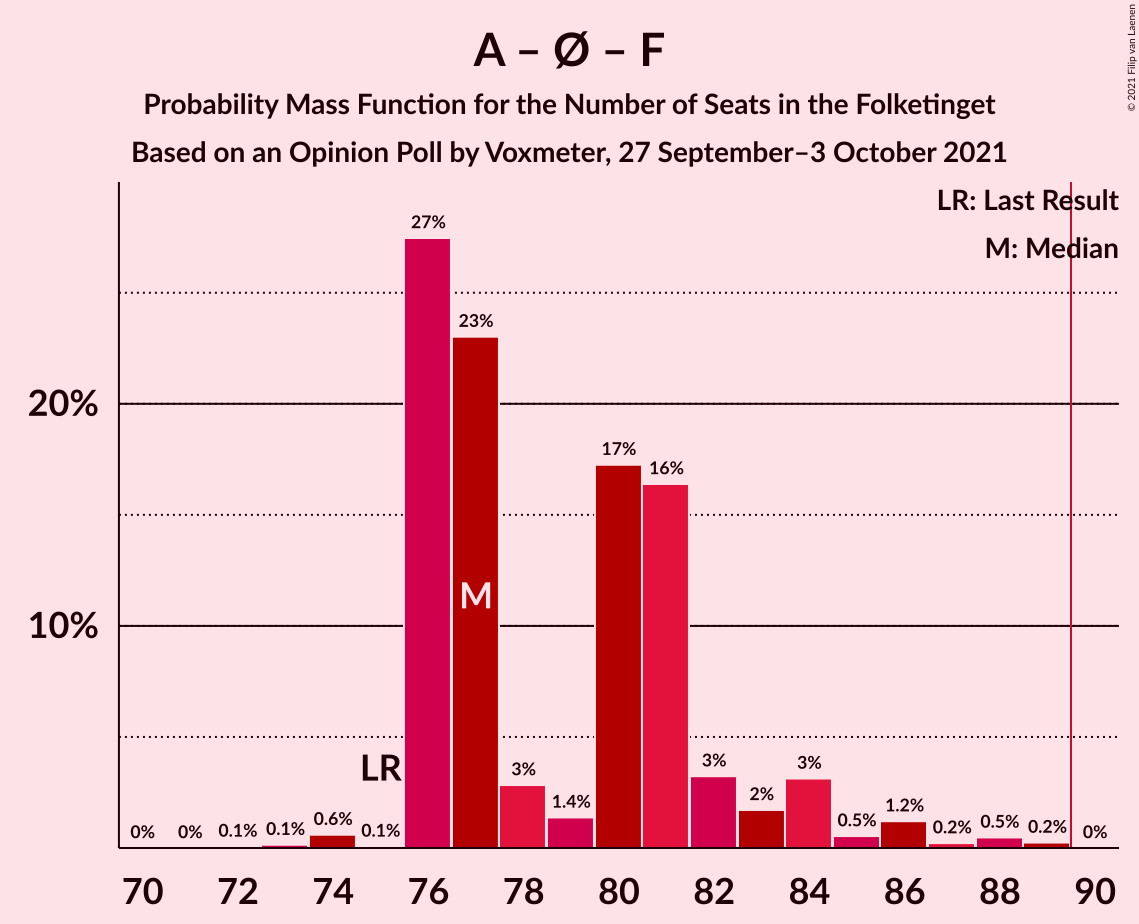 A – Ø – F
Probability Mass Function for the Number of Seats in the Folketinget
Based on an Opinion Poll by Voxmeter, 27 September–3 October 2021
© 2021 Filip van Laenen
LR: Last Result
M: Median
27%
23%
20%
17%
16%
M
10%
LR
0%
0%
0.1%
0.1%
0.6%
0.1%
3%
1.4%
3%
2%
3%
0.5%
1.2%
0.2%
0.5%
0.2%
0%
70 72 74 76 78 80 82 84 86 88 90